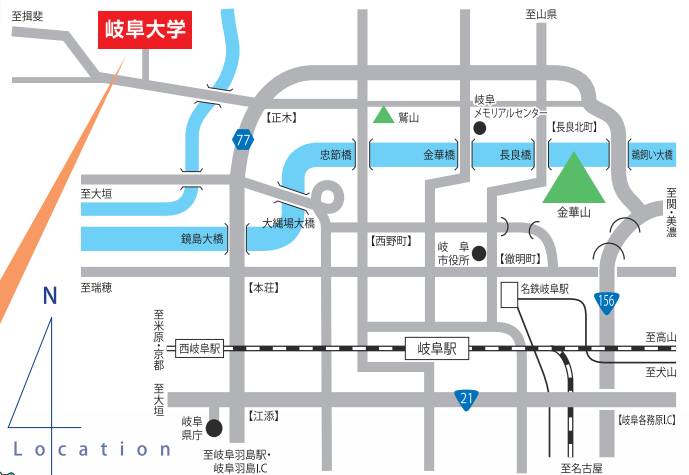 至揖斐
岐阜大学
至山県
【正木】
鷲山
岐阜
メモリアルセンター
【長良北町】
77
忠節橋
金華橋
長良橋
鵜飼い大橋
至大垣
大縄場大橋
金華山
至関・美濃
鏡島大橋
【西野町】
岐　阜
市役所
【徹明町】
至瑞穂
【本荘】
名鉄岐阜駅
156
N
至米原・京都
西岐阜駅
岐阜駅
至高山
至犬山
至大垣
21
岐阜
県庁
【江添】
【岐阜各務原I.C】
Location
至岐阜羽島駅・
岐阜羽島I.C
至名古屋